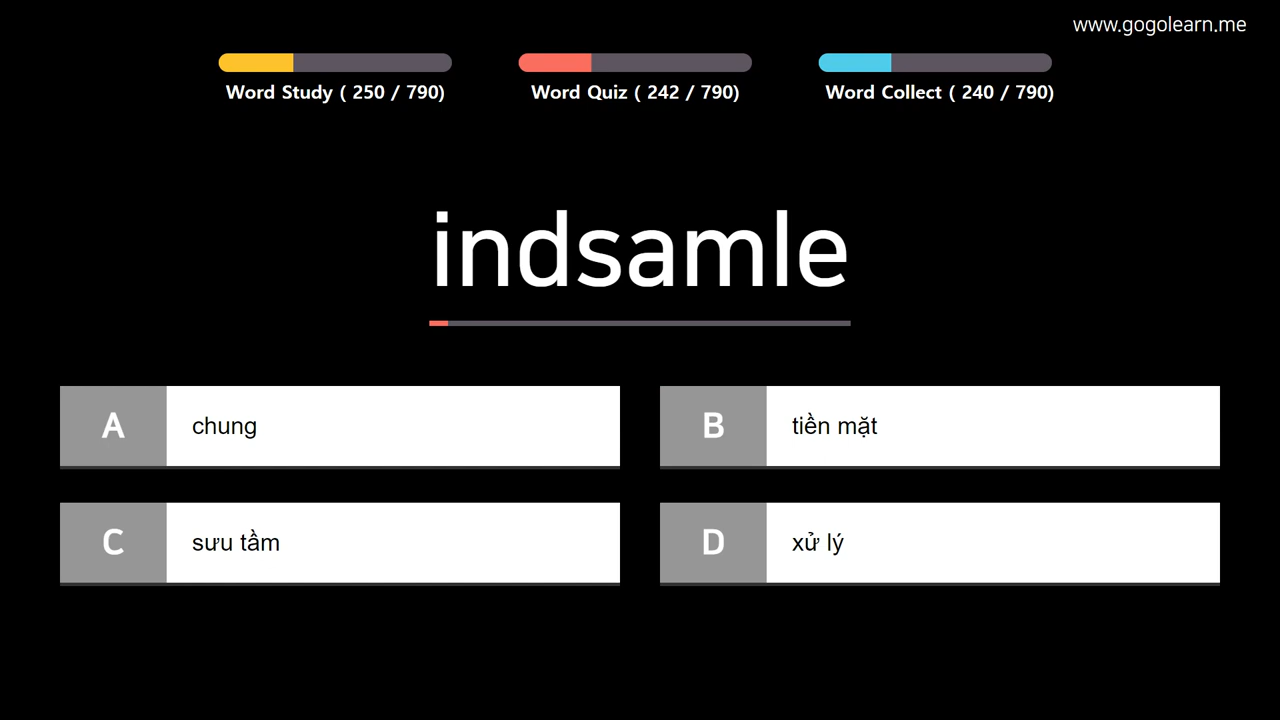 www.gogolearn.me
Word Study ( 250 / 790)
Word Quiz ( 242 / 790)
Word Collect ( 240 / 790)
indsamle
A chung
B tiền mặt
C sưu tầm
D xử lý